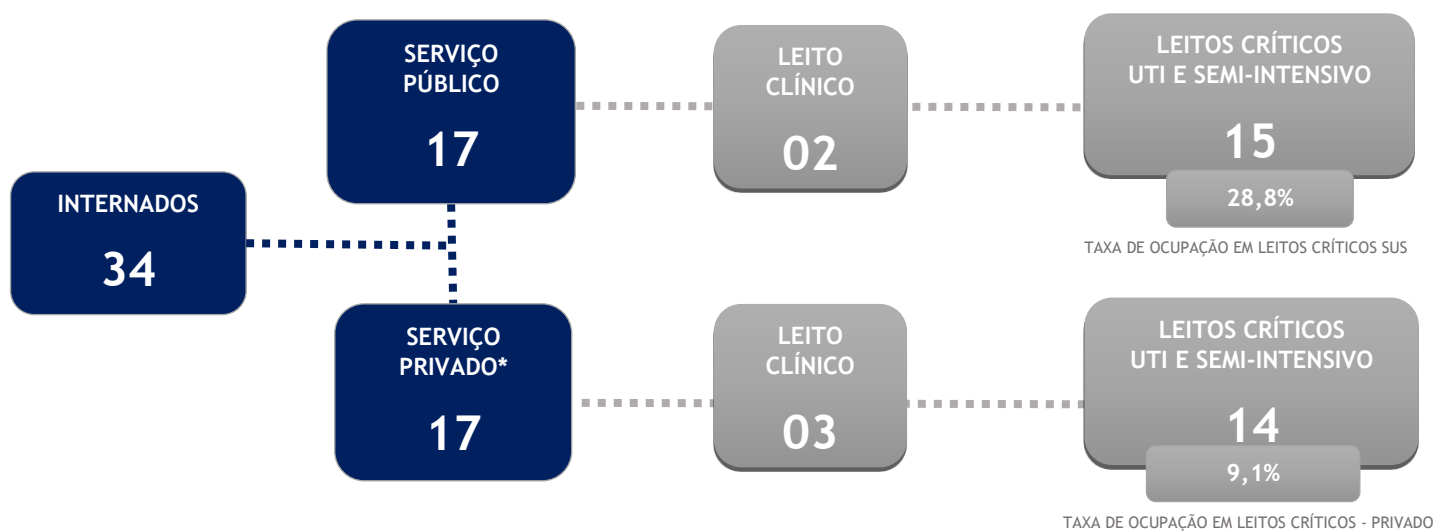 INTERNADOS
34
SERVIÇO
PÚBLICO
17
LEITO
CLÍNICO
02
LEITOS CRÍTICOS
UTI E SEMI-INTENSIVO
15
28,8%
TAXA DE OCUPAÇÃO EM LEITOS CRÍTICOS SUS
SERVIÇO
PRIVADO*
17
LEITO
CLÍNICO
03
LEITOS CRÍTICOS
UTI E SEMI-INTENSIVO
14
9,1%
TAXA DE OCUPAÇÃO EM LEITOS CRÍTICOS - PRIVADO